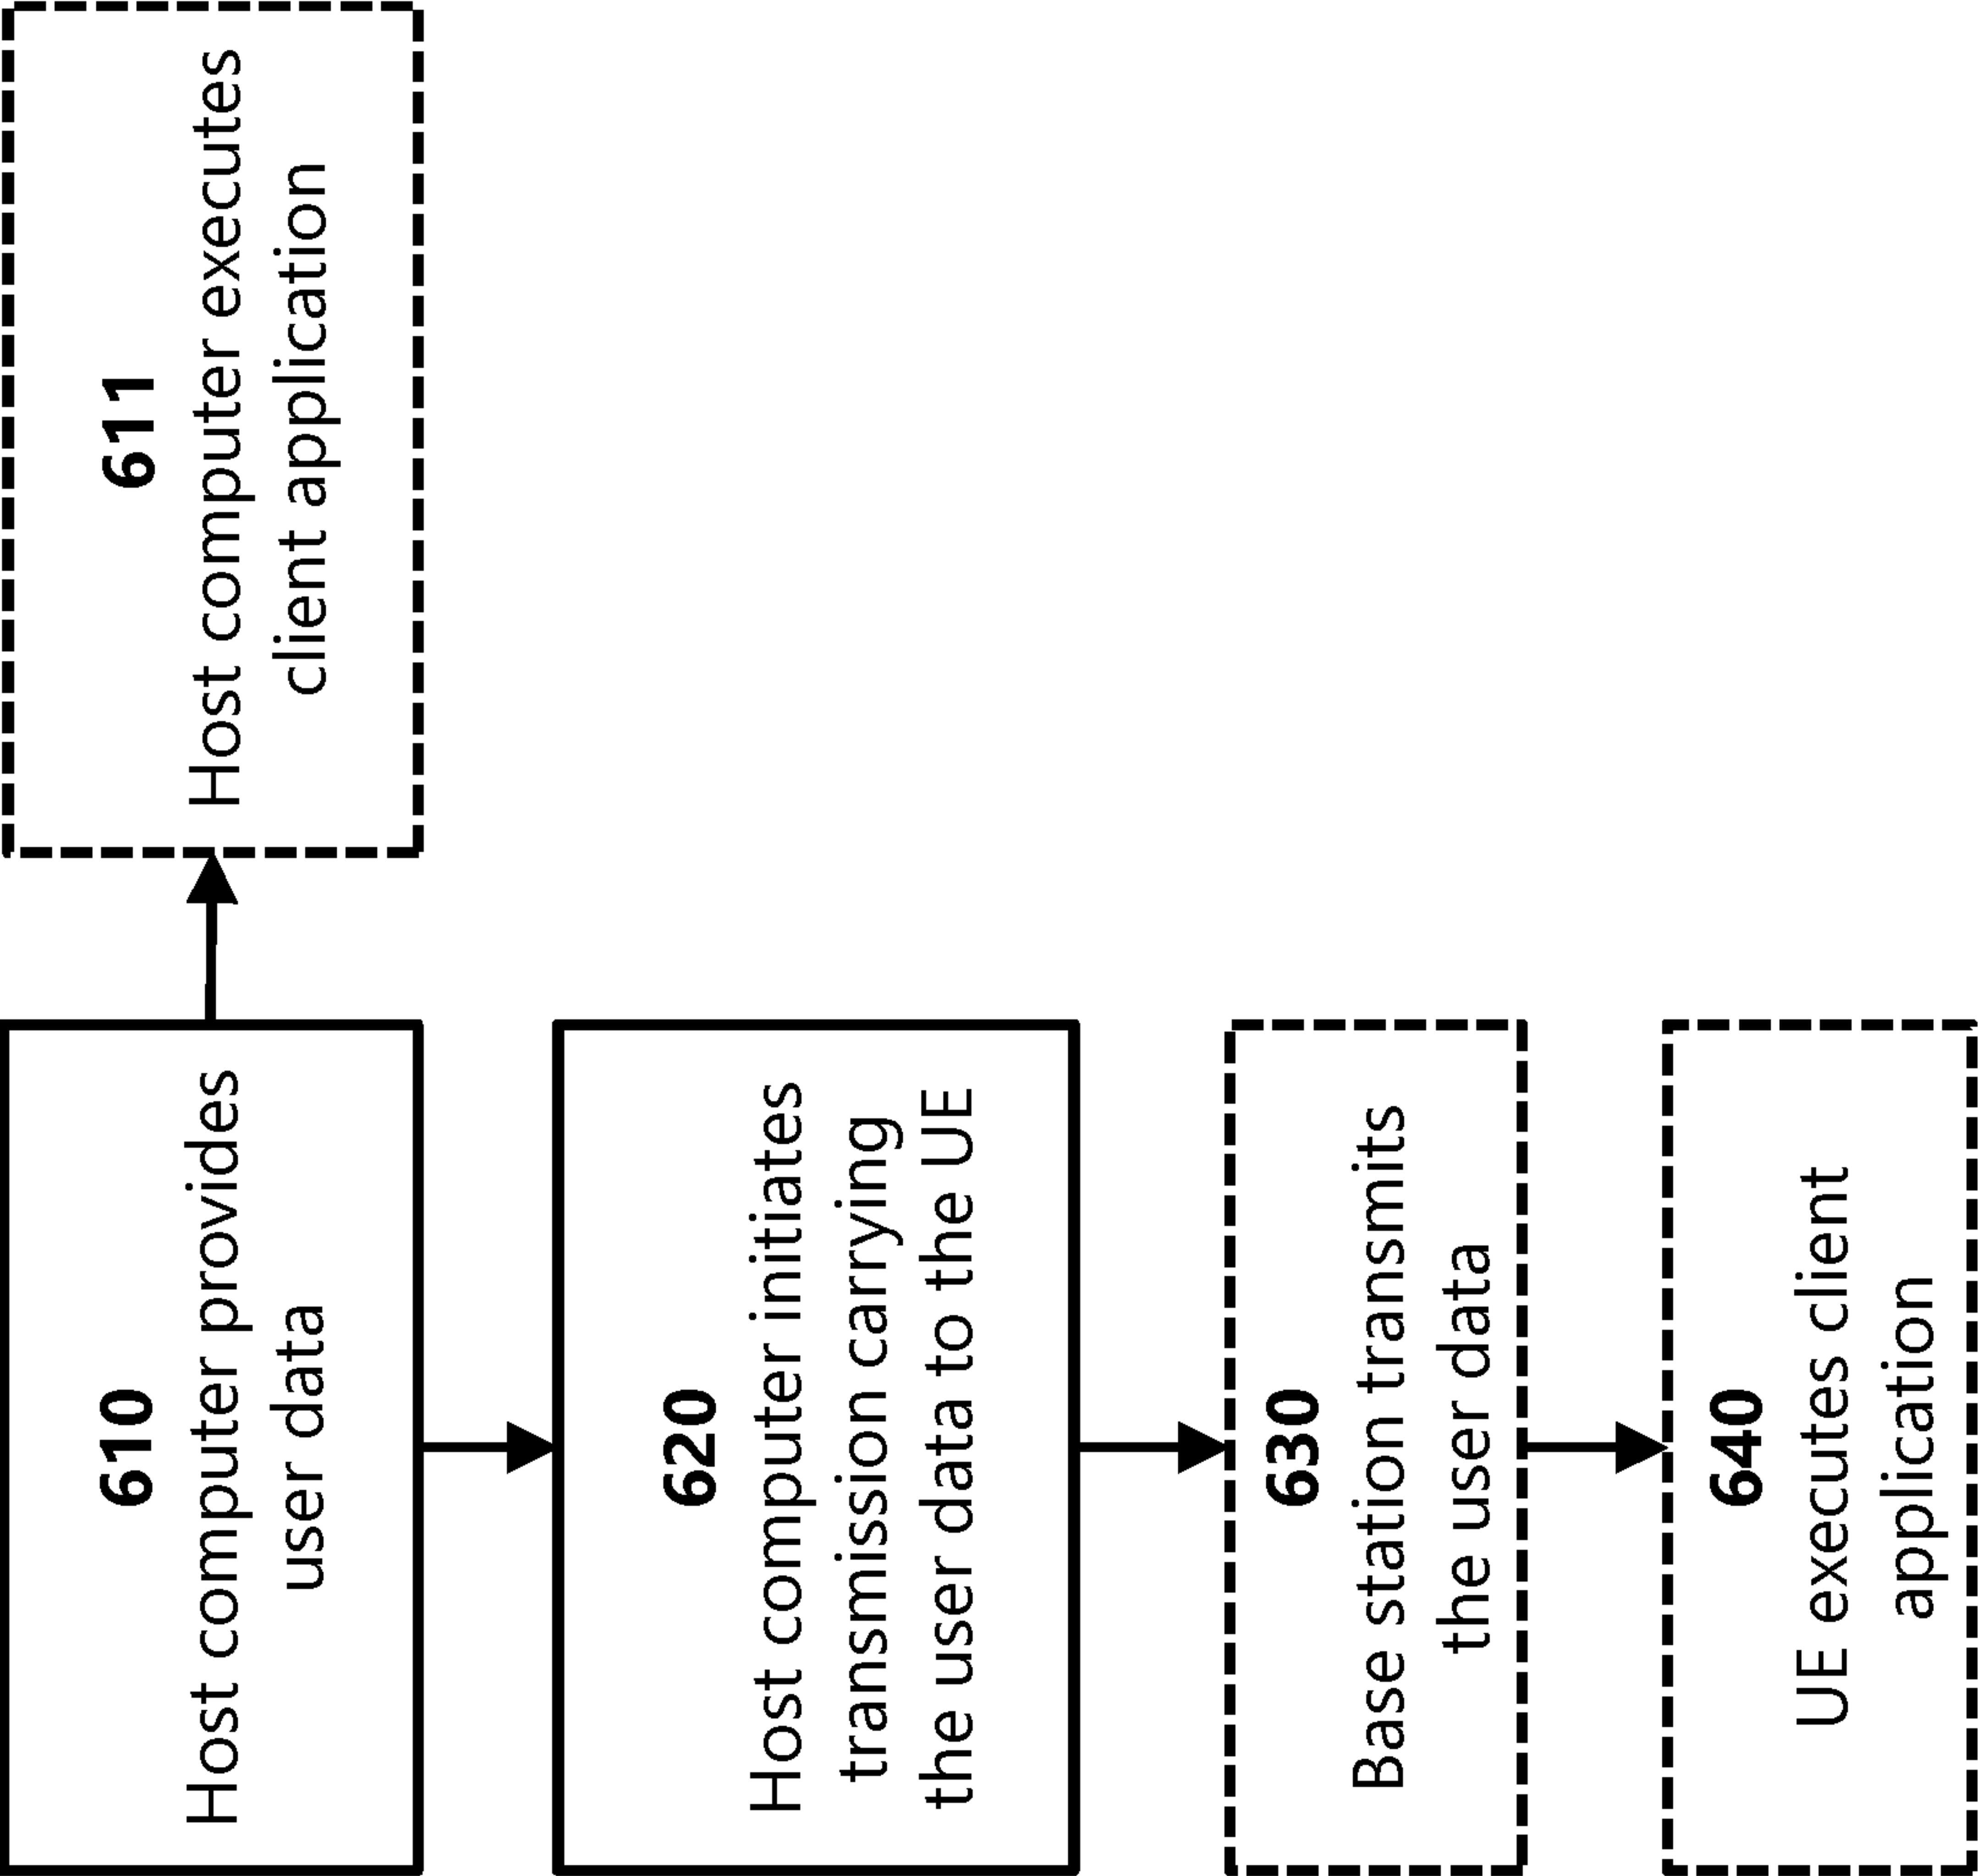 610
Host computer provides
user data
611
Host computer executes
client application
620
Host computer initiates
transmission carrying
the user data to the UE
630
Base station transmits
the user data
640
UE executes client
application